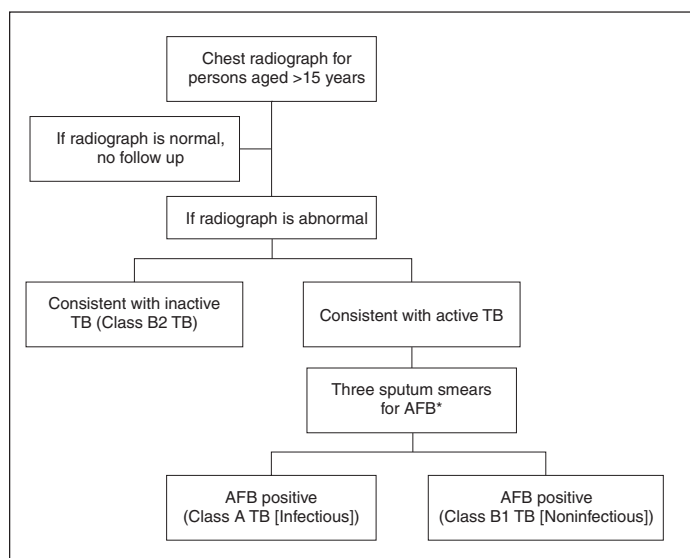 Chest radiograph for
persons aged >15 years
If radiograph is normal,
no follow up
If radiograph is abnormal
Consistent with inactive
TB (Class B2 TB)
Consistent with active TB
Three sputum smears
for AFB*
AFB positive
(Class A TB [Infectious])
AFB positive
(Class B1 TB [Noninfectious])